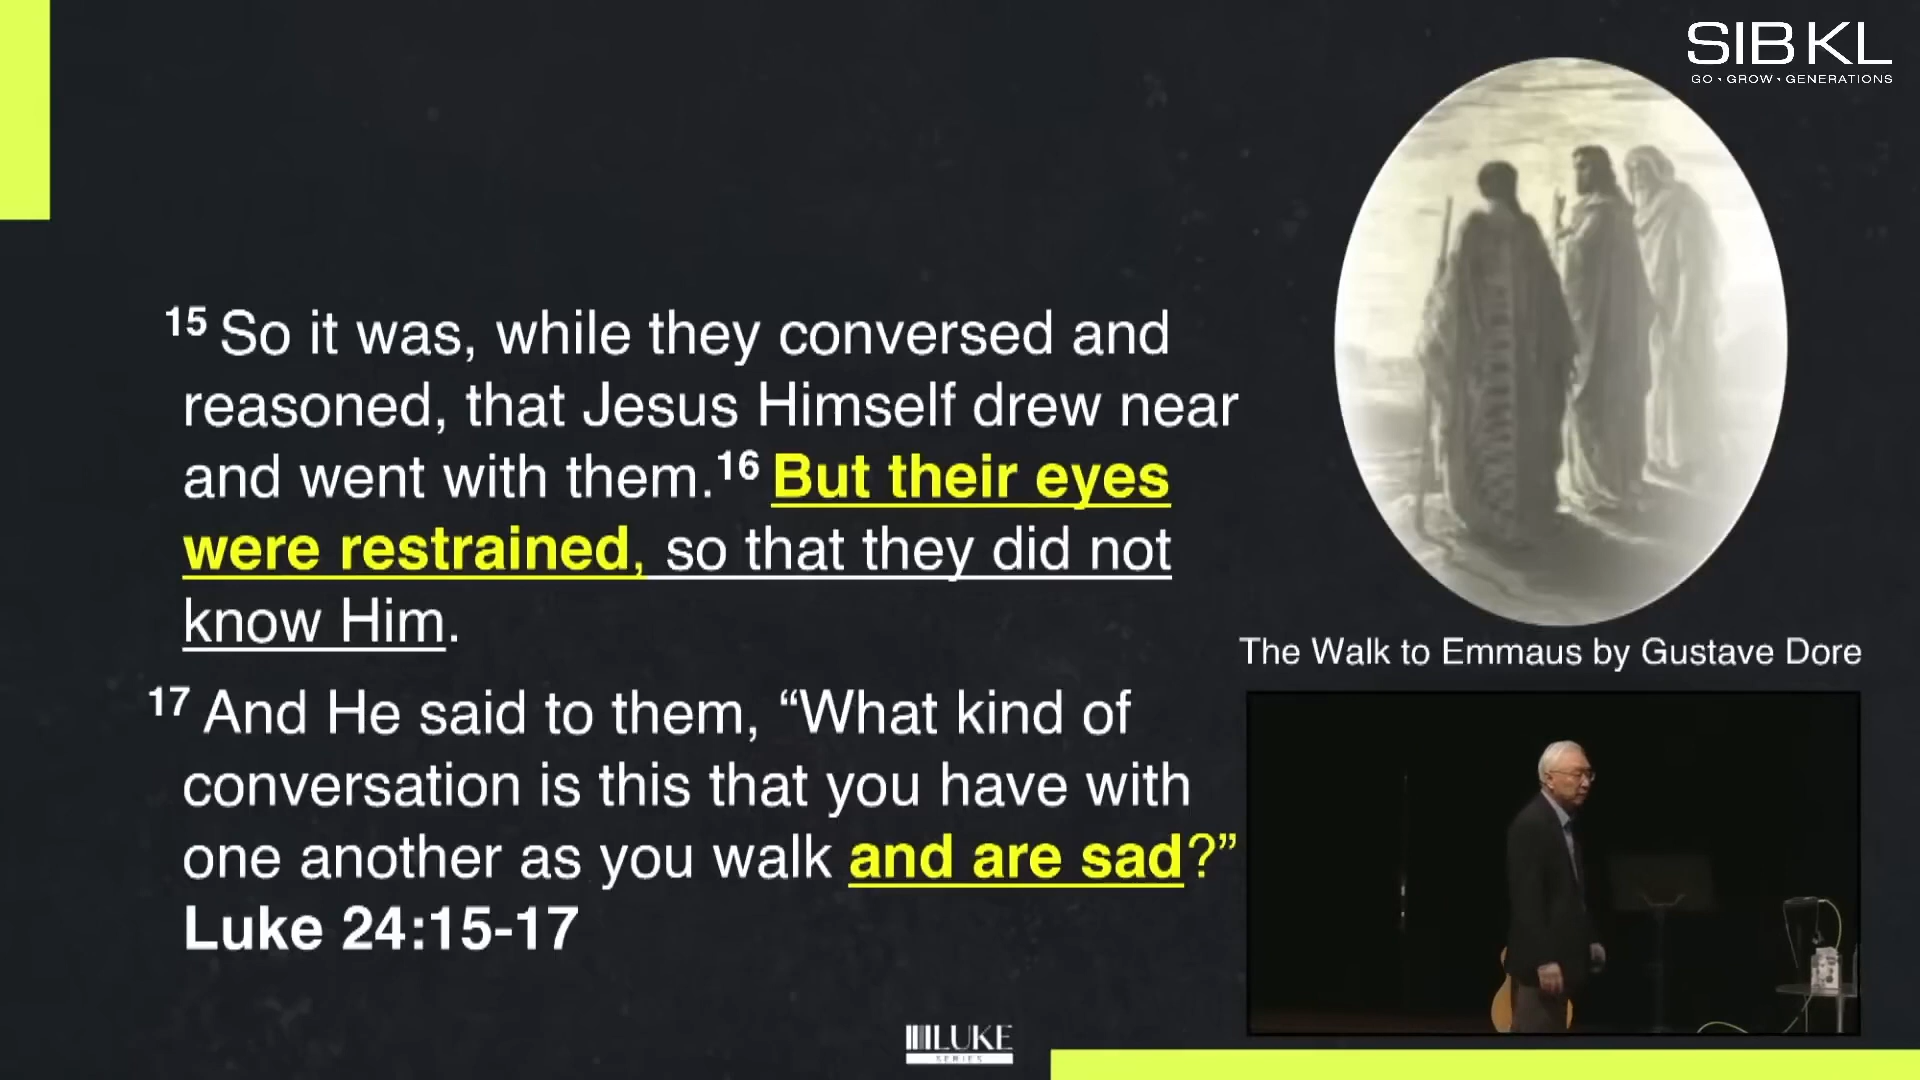 SIB KL
GO · GROW · GENERATIONS
15 So it was, while they conversed and
reasoned, that Jesus Himself drew near
and went with them.16 But their eyes
were restrained, so that they did not
know Him.
17 And He said to them, “What kind of
conversation is this that you have with
one another as you walk and are sad?”
Luke 24:15-17
The Walk to Emmaus by Gustave Dore
LUKE
SERIES